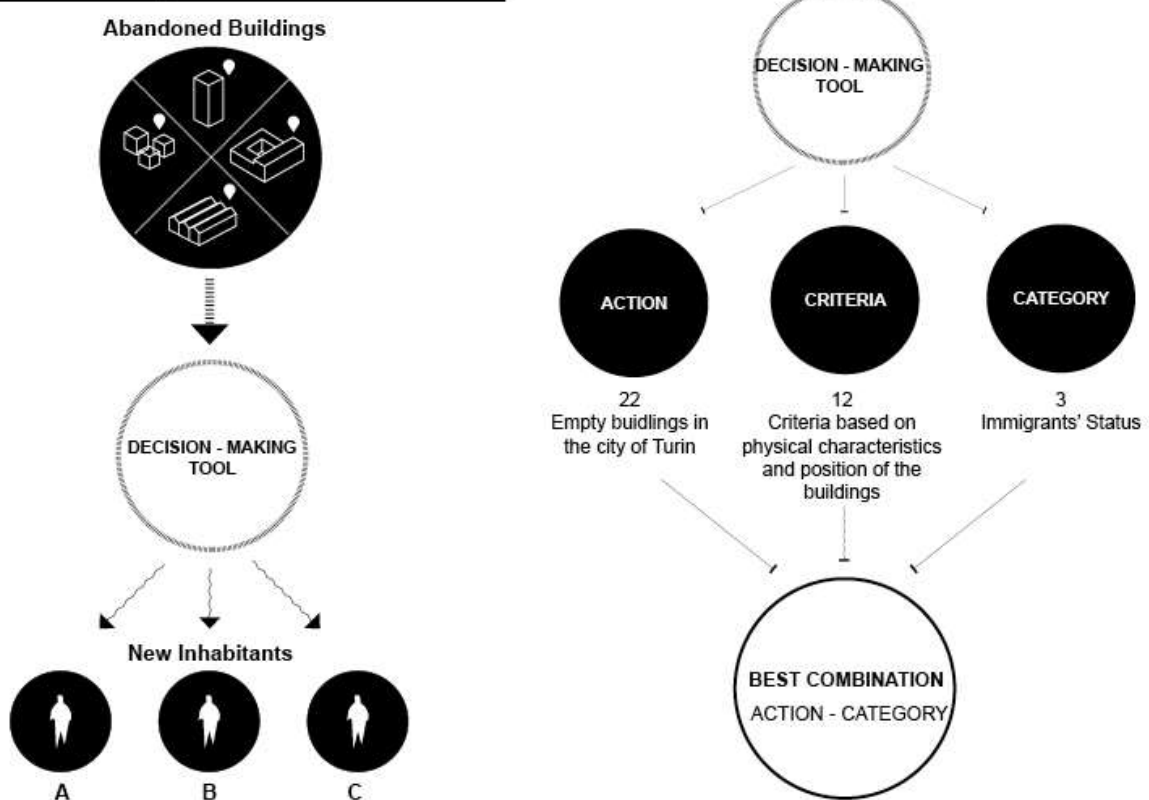 Abandoned Buildings
DECISION - MAKING
TOOL
New Inhabitants
A
B
C
DECISION - MAKING
TOOL
ACTION
CRITERIA
CATEGORY
22
Empty buidlings in
the city of Turin
12
Criteria based on
physical characteristics
and position of the
buildings
3
Immigrants' Status
BEST COMBINATION
ACTION - CATEGORY